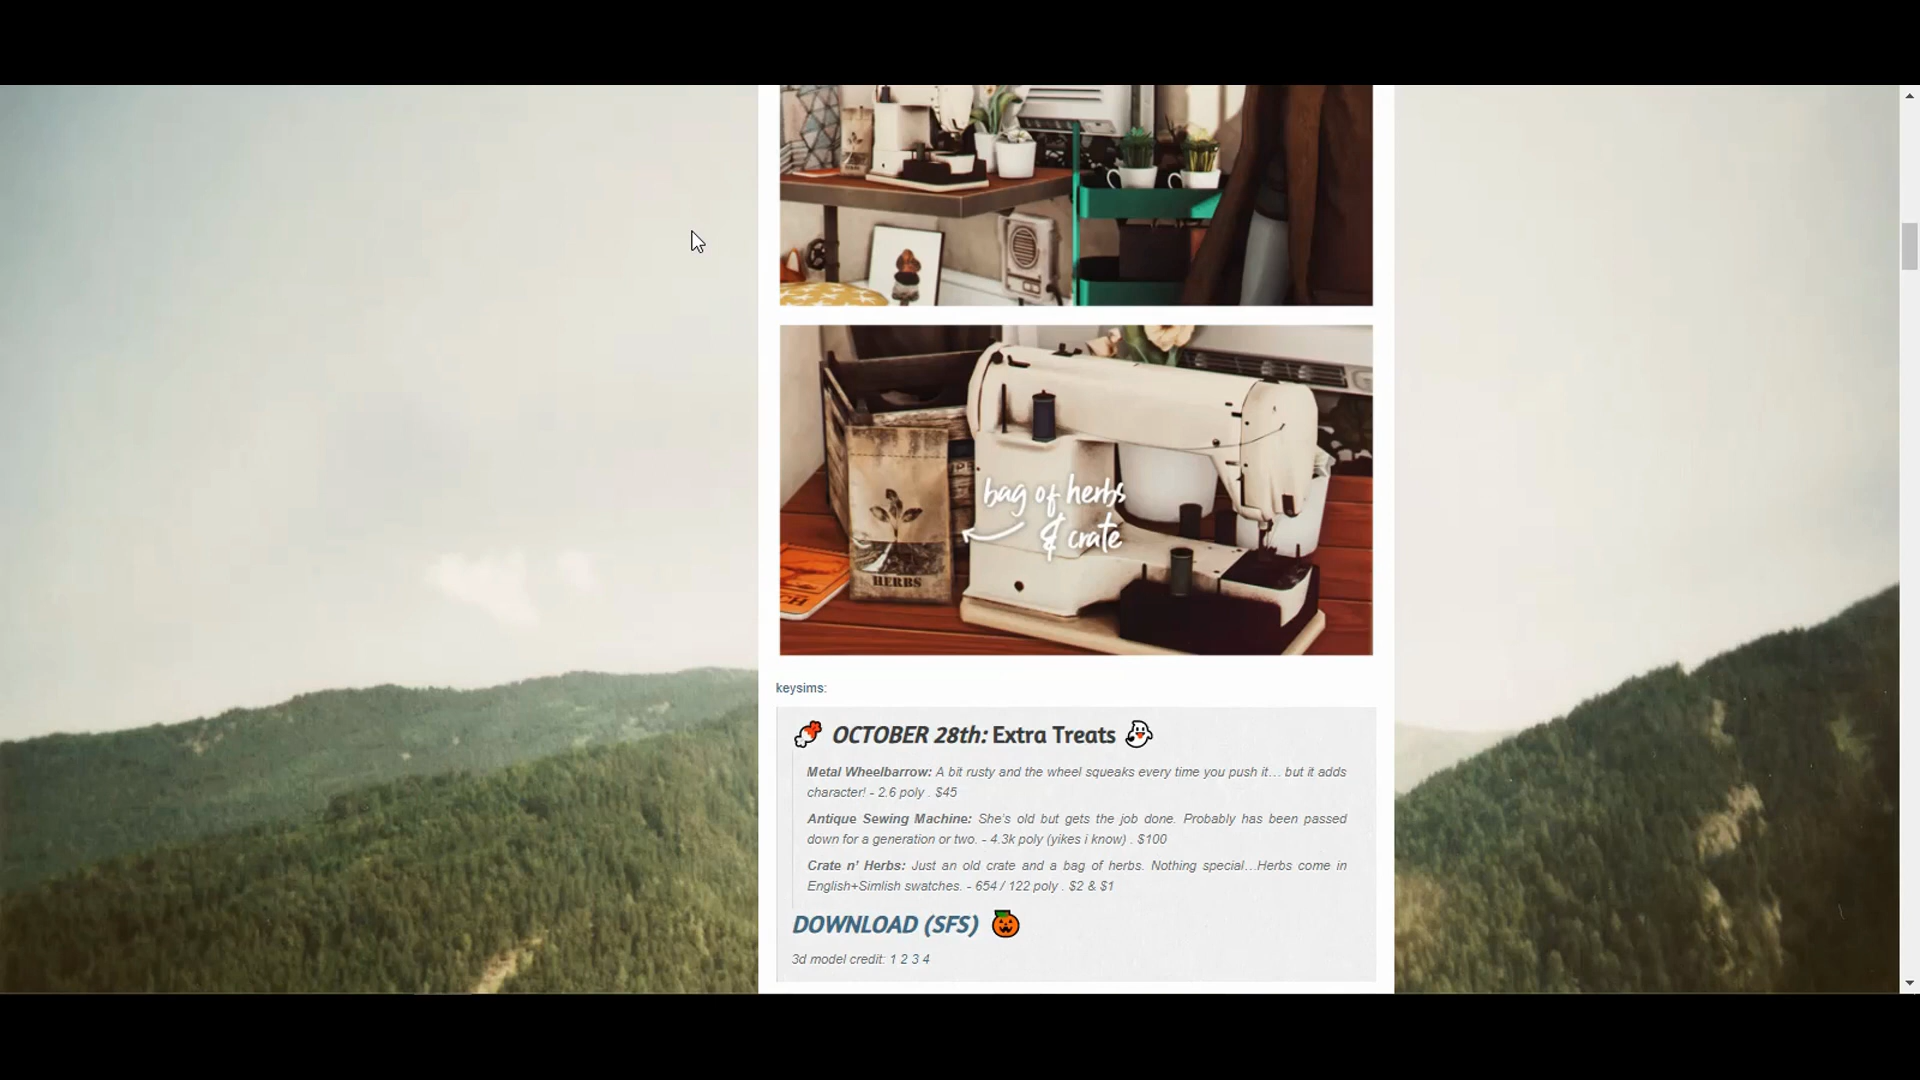 bag of herbs
& crate
HERBS
CH
keysims:
OCTOBER 28th: Extra Treats
Metal Wheelbarrow: A bit rusty and the wheel squeaks every time you push it… but it adds
character! - 2.6 poly . $45
Antique Sewing Machine: She's old but gets the job done. Probably has been passed
down for a generation or two. - 4.3k poly (yikes i know) . $100
Crate n' Herbs: Just an old crate and a bag of herbs. Nothing special…Herbs come in
English+Simlish swatches. - 654 / 122 poly . $2 & $1
DOWNLOAD (SFS)
3d model credit: 1 2 3 4